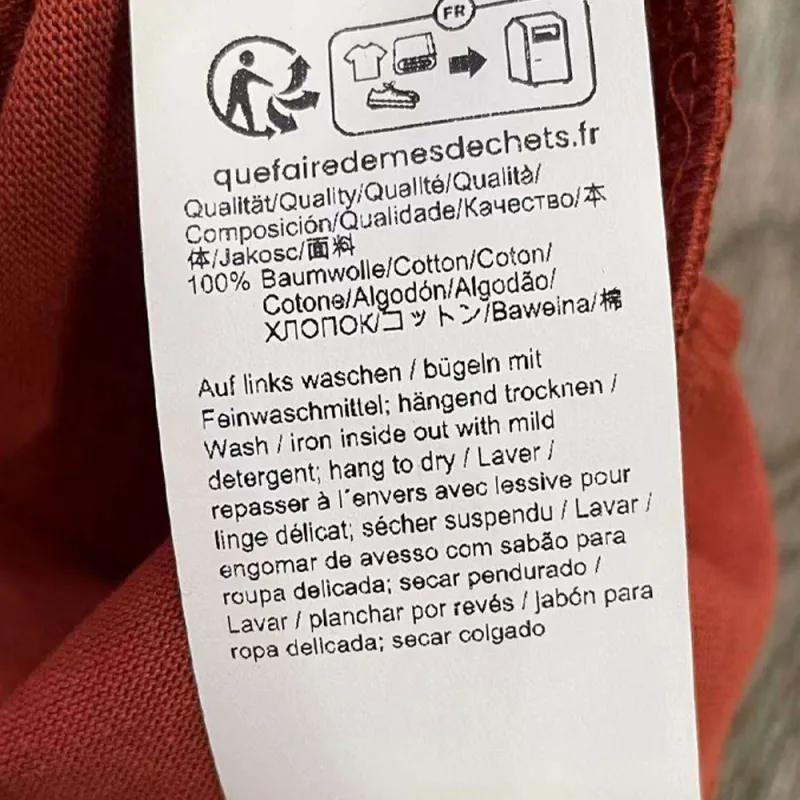 FR
quefairedemesdechets.fr
Qualität/Quality/Qualité/Qualità/
Composición/Qualidade/Качество/本
体/Jakosc/面料
100% Baumwolle/Cotton/Coton/
Cotone/Algodón/Algodão/
ХЛОПОК/コットン/Baweina/棉
Auf links waschen / bügeln mit
Feinwaschmittel; hängend trocknen /
Wash / iron inside out with mild
detergent; hang to dry / Laver /
repasser à l´envers avec lessive pour
linge délicat; sécher suspendu / Lavar /
engomar de avesso com sabão para
roupa delicada; secar pendurado /
Lavar / planchar por revés / jabón para
ropa delicada; secar colgado